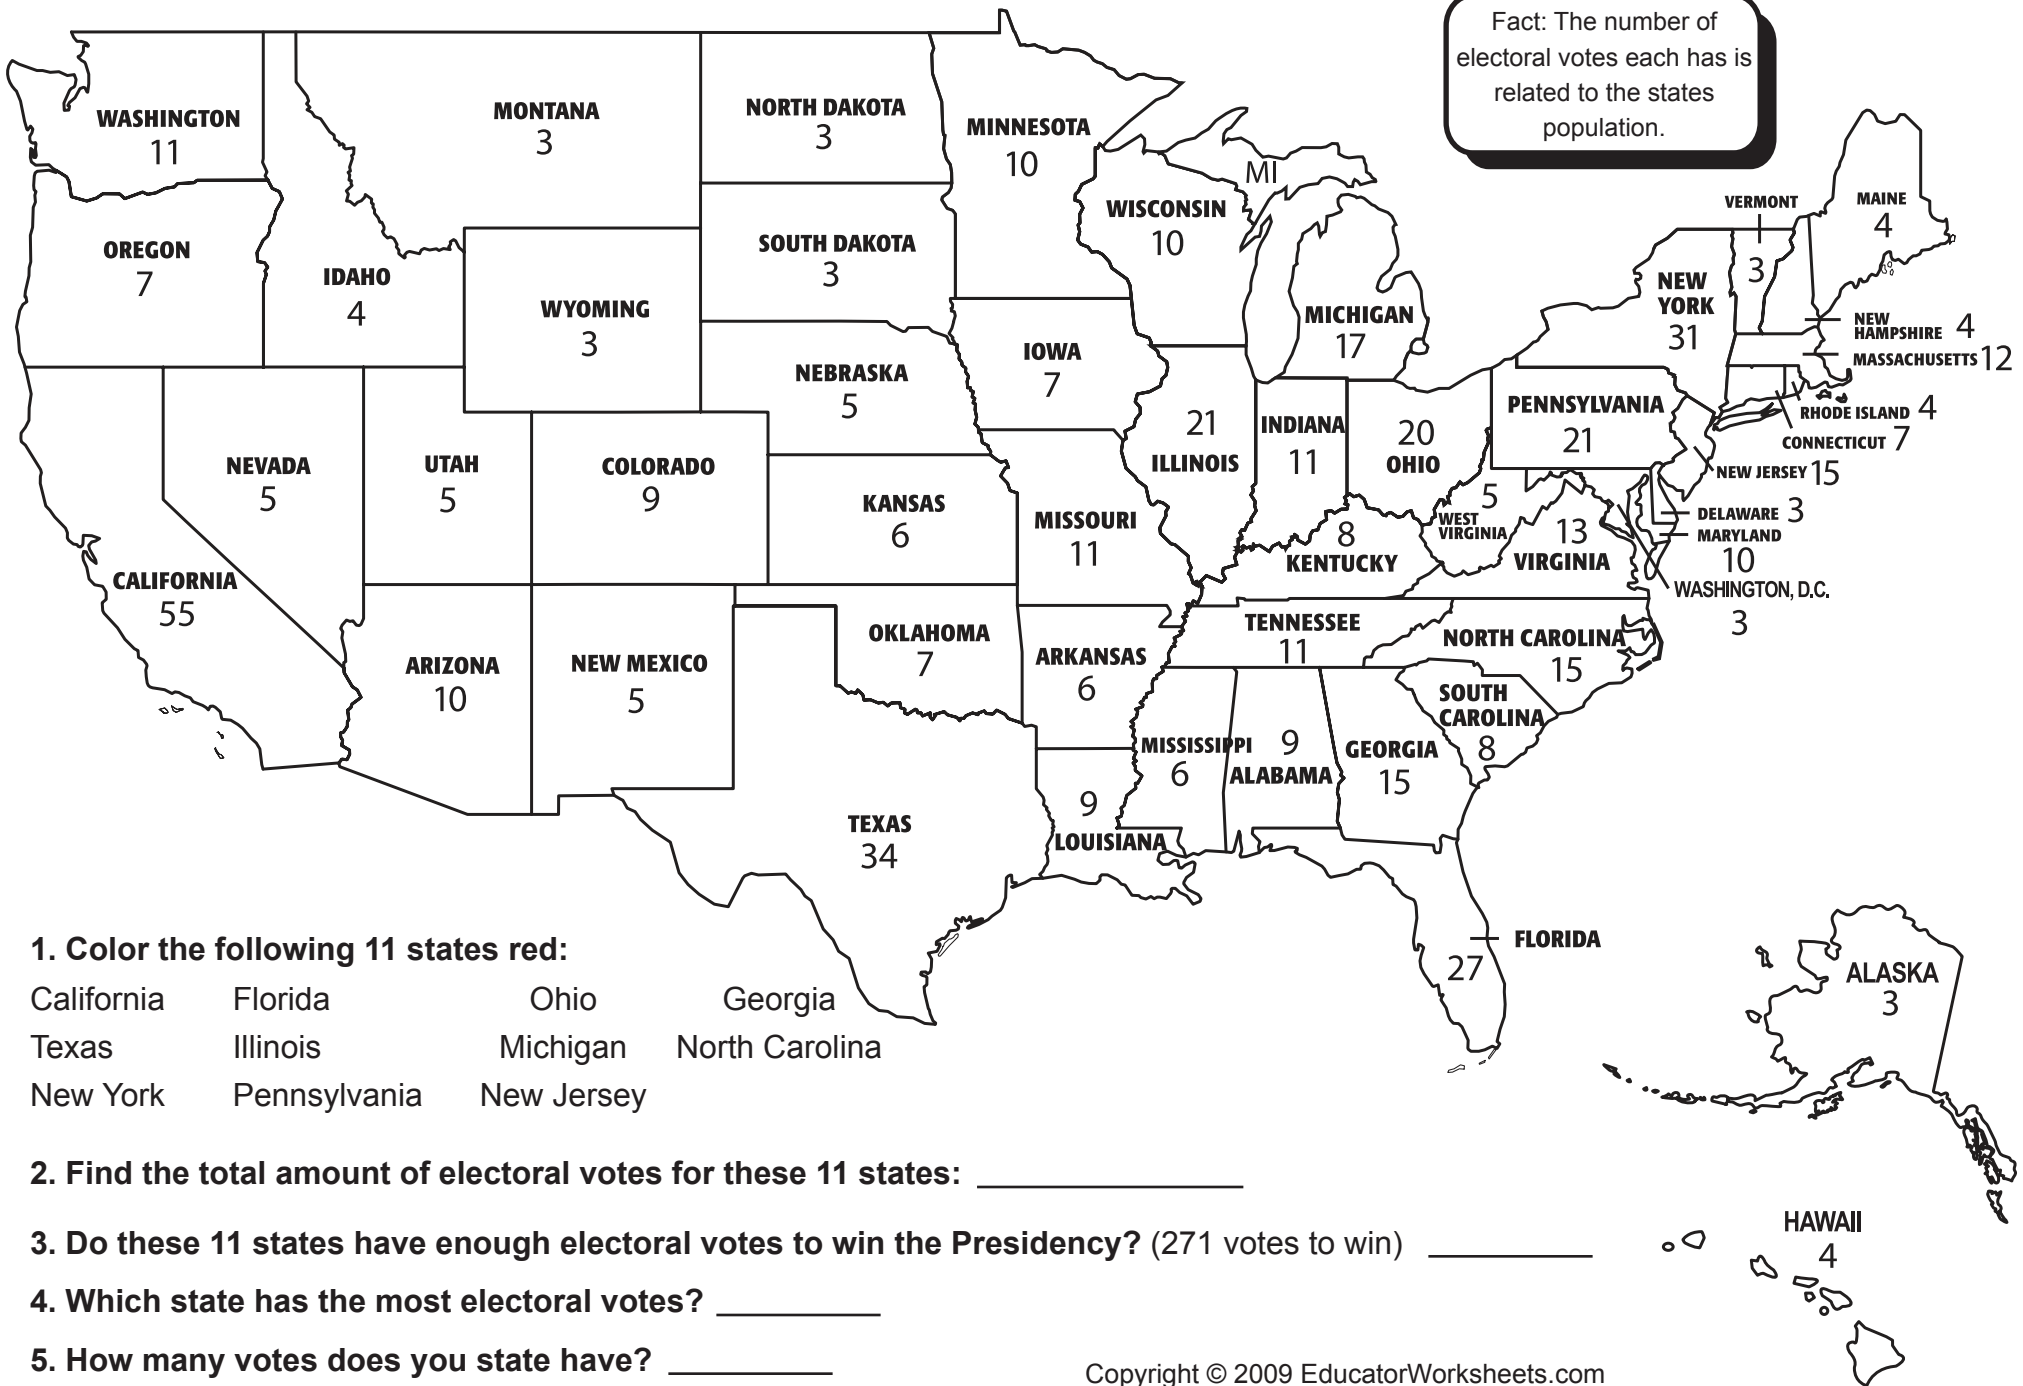 Fact: The number of
electoral votes each has is
related to the states
population.
WASHINGTON
11
MONTANA
3
NORTH DAKOTA
3
MINNESOTA
10
MI
WISCONSIN
10
VERMONT
3
MAINE
4
OREGON
7
IDAHO
4
WYOMING
3
SOUTH DAKOTA
3
MICHIGAN
17
NEW
YORK
31
NEW
HAMPSHIRE 4
MASSACHUSETTS 12
RHODE ISLAND 4
CONNECTICUT 7
NEW JERSEY 15
DELAWARE 3
MARYLAND
10
WASHINGTON, D.C.
3
NEBRASKA
5
IOWA
7
21
ILLINOIS
INDIANA
11
20
OHIO
PENNSYLVANIA
21
NEVADA
5
UTAH
5
COLORADO
9
KANSAS
6
MISSOURI
11
8
KENTUCKY
5
WEST
VIRGINIA
13
VIRGINIA
CALIFORNIA
55
ARIZONA
10
NEW MEXICO
5
OKLAHOMA
7
ARKANSAS
6
TENNESSEE
11
NORTH CAROLINA
15
SOUTH
CAROLINA
8
MISSISSIPPI
6
9
ALABAMA
GEORGIA
15
TEXAS
34
9
LOUISIANA
FLORIDA
27
ALASKA
3
HAWAII
4
1. Color the following 11 states red:
California Florida Ohio Georgia
Texas Illinois Michigan North Carolina
New York Pennsylvania New Jersey
2. Find the total amount of electoral votes for these 11 states:
3. Do these 11 states have enough electoral votes to win the Presidency? (271 votes to win)
4. Which state has the most electoral votes?
5. How many votes does you state have?
Copyright © 2009 EducatorWorksheets.com